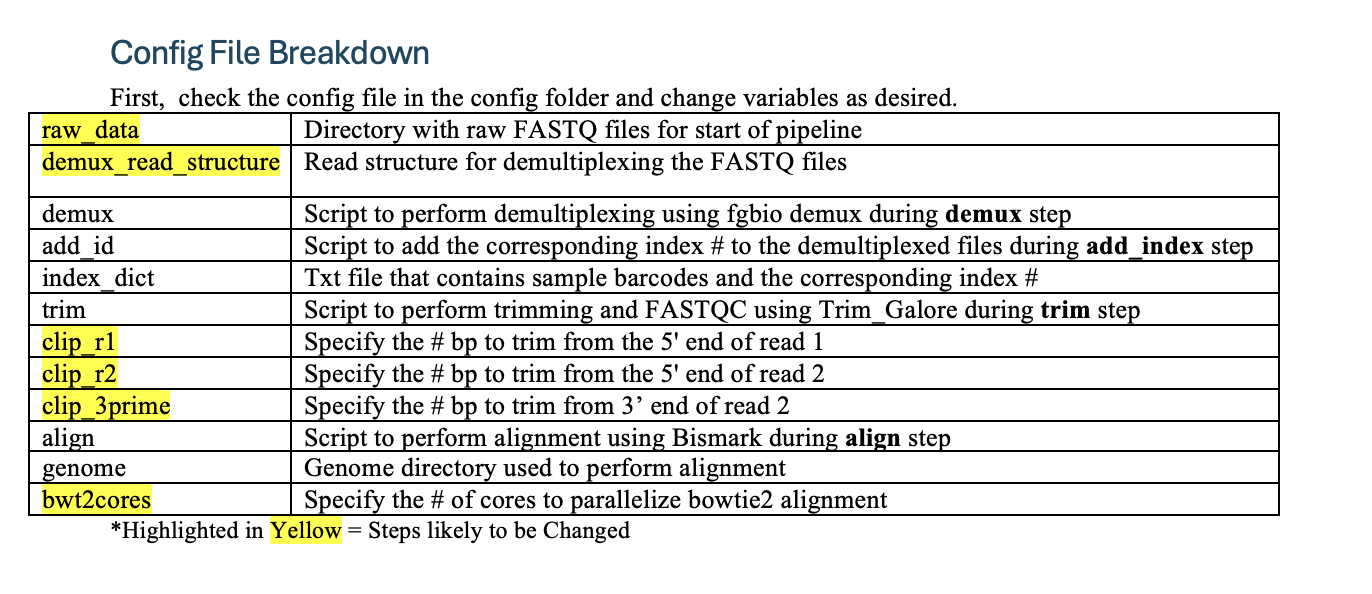 Config File Breakdown
First,  check the config file in the config folder and change variables as desired.
raw_data Directory with raw FASTQ files for start of pipeline
demux_read_structure Read structure for demultiplexing the FASTQ files
demux Script to perform demultiplexing using fgbio demux during demux step
add_id Script to add the corresponding index # to the demultiplexed files during add_index step
index_dict Txt file that contains sample barcodes and the corresponding index #
trim Script to perform trimming and FASTQC using Trim_Galore during trim step
clip_r1 Specify the # bp to trim from the 5' end of read 1
clip_r2 Specify the # bp to trim from the 5' end of read 2
clip_3prime Specify the # bp to trim from 3’ end of read 2
align Script to perform alignment using Bismark during align step
genome Genome directory used to perform alignment
bwt2cores Specify the # of cores to parallelize bowtie2 alignment
*Highlighted in Yellow = Steps likely to be Changed